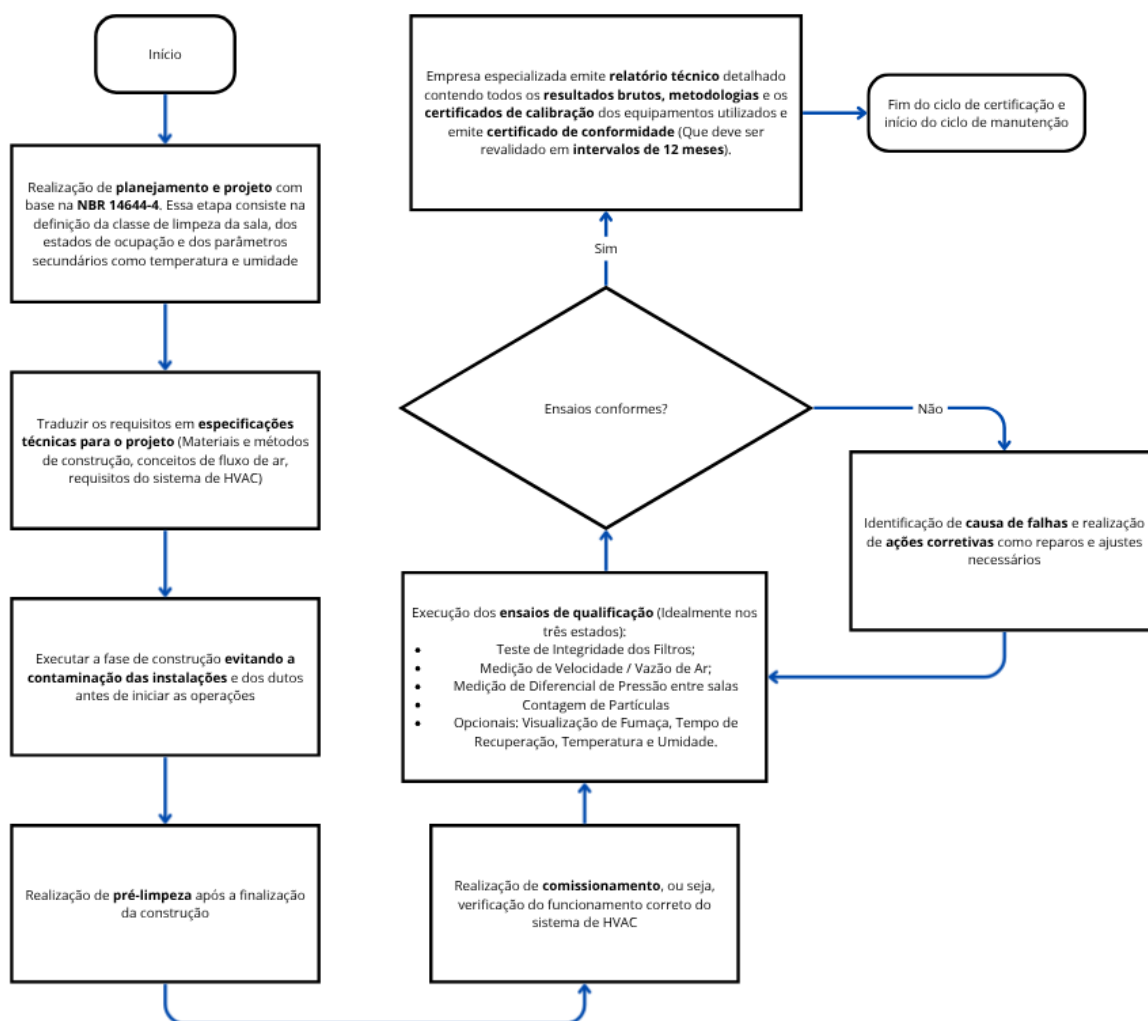 Início
Realização de planejamento e projeto com
base na NBR 14644-4. Essa etapa consiste na
definição da classe de limpeza da sala, dos
estados de ocupação e dos parâmetros
secundários como temperatura e umidade
Traduzir os requisitos em especificações
técnicas para o projeto (Materiais e métodos
de construção, conceitos de fluxo de ar,
requisitos do sistema de HVAC)
Executar a fase de construção evitando a
contaminação das instalações e dos dutos
antes de iniciar as operações
Realização de pré-limpeza após a finalização
da construção
Realização de comissionamento, ou seja,
verificação do funcionamento correto do
sistema de HVAC
Execução dos ensaios de qualificação (Idealmente nos
três estados):
• Teste de Integridade dos Filtros;
• Medição de Velocidade / Vazão de Ar;
• Medição de Diferencial de Pressão entre salas
• Contagem de Partículas
• Opcionais: Visualização de Fumaça, Tempo de
Recuperação, Temperatura e Umidade.
Ensaios conformes?
Não
Identificação de causa de falhas e realização
de ações corretivas como reparos e ajustes
necessários
Sim
Empresa especializada emite relatório técnico detalhado
contendo todos os resultados brutos, metodologias e os
certificados de calibração dos equipamentos utilizados e
emite certificado de conformidade (Que deve ser
revalidado em intervalos de 12 meses).
Fim do ciclo de certificação e
início do ciclo de manutenção